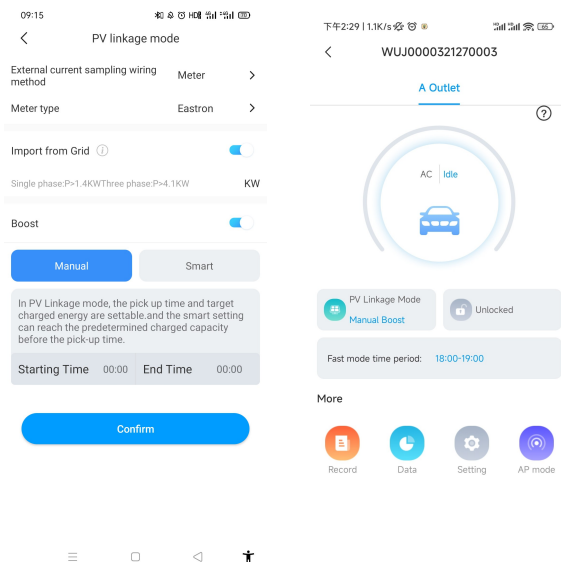 09:15
HD
PV linkage mode
External current sampling wiring
method
Meter
Meter type
Eastron
Import from Grid
Single phase:P>1.4KWThree phase:P>4.1KW
KW
Boost
Manual
Smart
In PV Linkage mode, the pick up time and target
charged energy are settable.and the smart setting
can reach the predetermined charged capacity
before the pick-up time.
Starting Time 00:00 End Time 00:00
Confirm
下午2:29 | 1.1K/s
WUJ0000321270003
A Outlet
?
AC Idle
PV Linkage Mode
Manual Boost
Unlocked
Fast mode time period: 18:00-19:00
More
Record
Data
Setting
AP mode